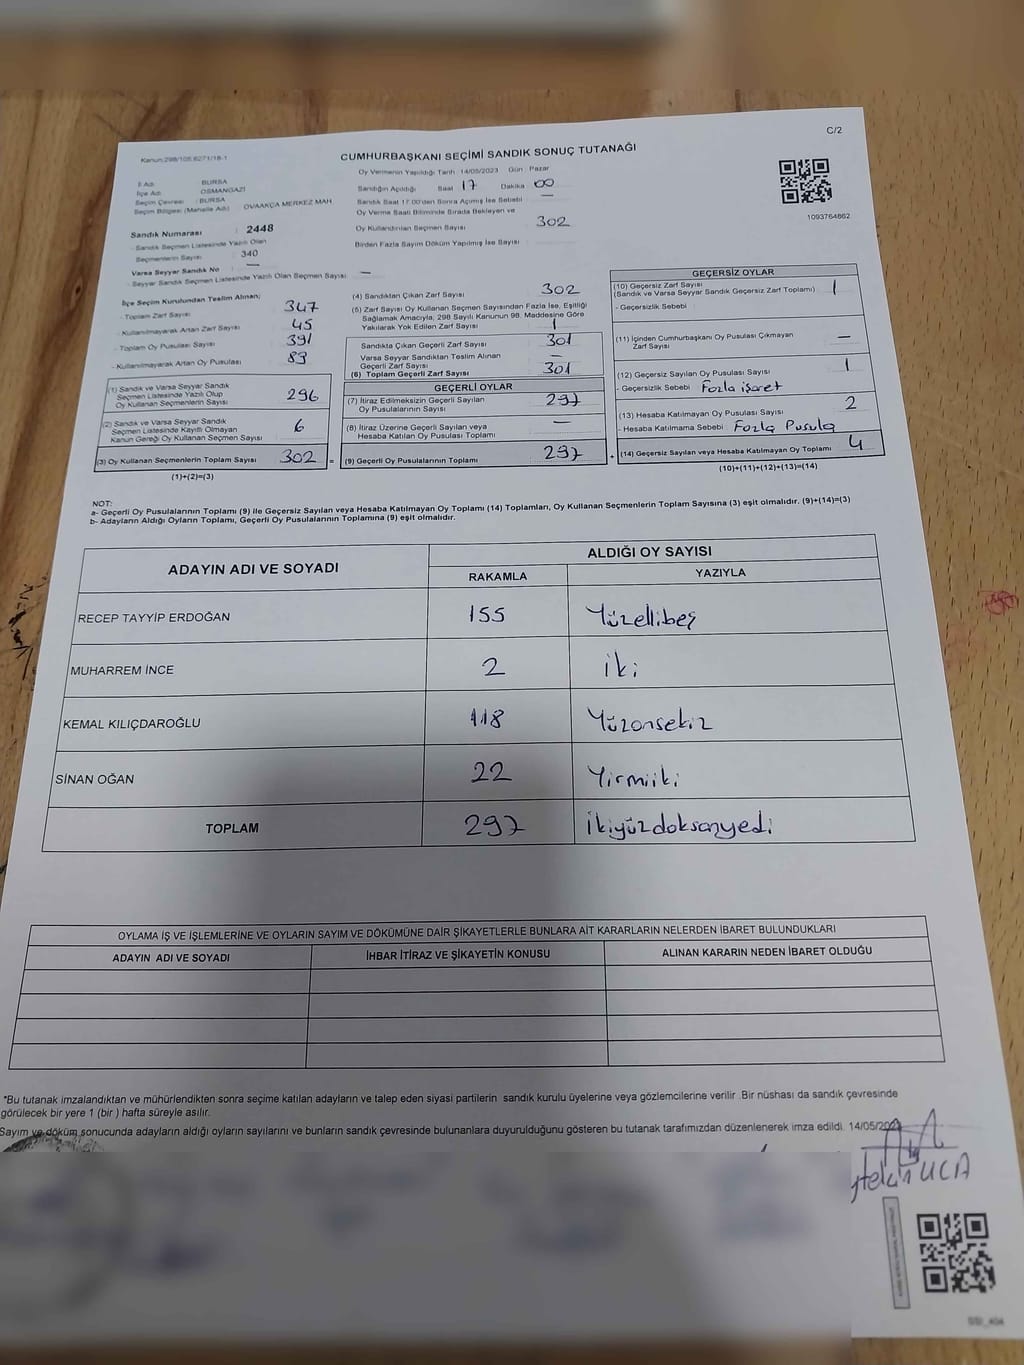 C/2
Kanun:298/105;6271/18-1
CUMHURBAŞKANI SEÇİMİ SANDIK SONUÇ TUTANAĞI
İl Adı: BURSA
İlçe Adı: OSMANGAZİ
Seçim Çevresi: BURSA
Seçim Bölgesi (Mahalle Adı): OVAAKÇA MERKEZ MAH.
Sandık Numarası : 2448
- Sandık Seçmen Listesinde Yazılı Olan
Seçmenlerin Sayısı : 340
Varsa Seyyar Sandık No : —
- Seyyar Sandık Seçmen Listesinde Yazılı Olan Seçmen Sayısı : —
Oy Vermenin Yapıldığı Tarih :14/05/2023 Gün : Pazar
Sandığın Açıldığı Saat 17 Dakika 00
Sandık Saat 17:00'den Sonra Açılmış İse Sebebi —
Oy Verme Saati Bitiminde Sırada Bekleyen ve
Oy Kullandırılan Seçmen Sayısı 302
Birden Fazla Sayım Döküm Yapılmış İse Sayısı
1093764862
İlçe Seçim Kurulundan Teslim Alınan;
- Toplam Zarf Sayısı 347
- Kullanılmayarak Artan Zarf Sayısı 45
- Toplam Oy Pusulası Sayısı 391
- Kullanılmayarak Artan Oy Pusulası 89
(1) Sandık ve Varsa Seyyar Sandık
Seçmen Listesinde Yazılı Olup
Oy Kullanan Seçmenlerin Sayısı 296
(2) Sandık ve Varsa Seyyar Sandık
Seçmen Listesinde Kayıtlı Olmayan
Kanun Gereği Oy Kullanan Seçmen Sayısı 6
(3) Oy Kullanan Seçmenlerin Toplam Sayısı 302 =
(1)+(2)=(3)
(4) Sandıktan Çıkan Zarf Sayısı 302
(5) Zarf Sayısı Oy Kullanan Seçmen Sayısından Fazla İse, Eşitliği
Sağlamak Amacıyla, 298 Sayılı Kanunun 98. Maddesine Göre
Yakılarak Yok Edilen Zarf Sayısı 1
Sandıkta Çıkan Geçerli Zarf Sayısı 301
Varsa Seyyar Sandıktan Teslim Alınan
Geçerli Zarf Sayısı —
(6) Toplam Geçerli Zarf Sayısı 301
GEÇERLİ OYLAR
(7) İtiraz Edilmeksizin Geçerli Sayılan
Oy Pusulalarının Sayısı 297
(8) İtiraz Üzerine Geçerli Sayılan veya
Hesaba Katılan Oy Pusulası Toplamı —
(9) Geçerli Oy Pusulalarının Toplamı 297 +
GEÇERSİZ OYLAR
(10) Geçersiz Zarf Sayısı
(Sandık ve Varsa Seyyar Sandık Geçersiz Zarf Toplamı) 1
- Geçersizlik Sebebi
(11) İçinden Cumhurbaşkanı Oy Pusulası Çıkmayan
Zarf Sayısı —
(12) Geçersiz Sayılan Oy Pusulası Sayısı 1
- Geçersizlik Sebebi Fazla işaret
(13) Hesaba Katılmayan Oy Pusulası Sayısı 2
- Hesaba Katılmama Sebebi Fazla Pusula
(14) Geçersiz Sayılan veya Hesaba Katılmayan Oy Toplamı 4
(10)+(11)+(12)+(13)=(14)
NOT:
a- Geçerli Oy Pusulalarının Toplamı (9) ile Geçersiz Sayılan veya Hesaba Katılmayan Oy Toplamı (14) Toplamları, Oy Kullanan Seçmenlerin Toplam Sayısına (3) eşit olmalıdır. (9)+(14)=(3)
b- Adayların Aldığı Oyların Toplamı, Geçerli Oy Pusulalarının Toplamına (9) eşit olmalıdır.
ADAYIN ADI VE SOYADI ALDIĞI OY SAYISI
RAKAMLA YAZIYLA
RECEP TAYYİP ERDOĞAN 155 Yüzellibeş
MUHARREM İNCE 2 İki
KEMAL KILIÇDAROĞLU 118 Yüzonsekiz
SİNAN OĞAN 22 Yirmiiki
TOPLAM 297 İkiyüzdoksanyedi
OYLAMA İŞ VE İŞLEMLERİNE VE OYLARIN SAYIM VE DÖKÜMÜNE DAİR ŞİKAYETLERLE BUNLARA AİT KARARLARIN NELERDEN İBARET BULUNDUKLARI
ADAYIN ADI VE SOYADI İHBAR İTİRAZ VE ŞİKAYETİN KONUSU ALINAN KARARIN NEDEN İBARET OLDUĞU
*Bu tutanak imzalandıktan ve mühürlendikten sonra seçime katılan adayların ve talep eden siyasi partilerin sandık kurulu üyelerine veya gözlemcilerine verilir .Bir nüshası da sandık çevresinde
görülecek bir yere 1 (bir ) hafta süreyle asılır.
Sayım ve döküm sonucunda adayların aldığı oyların sayılarını ve bunların sandık çevresinde bulunanlara duyurulduğunu gösteren bu tutanak tarafımızdan düzenlenerek imza edildi. 14/05/2023
UCA